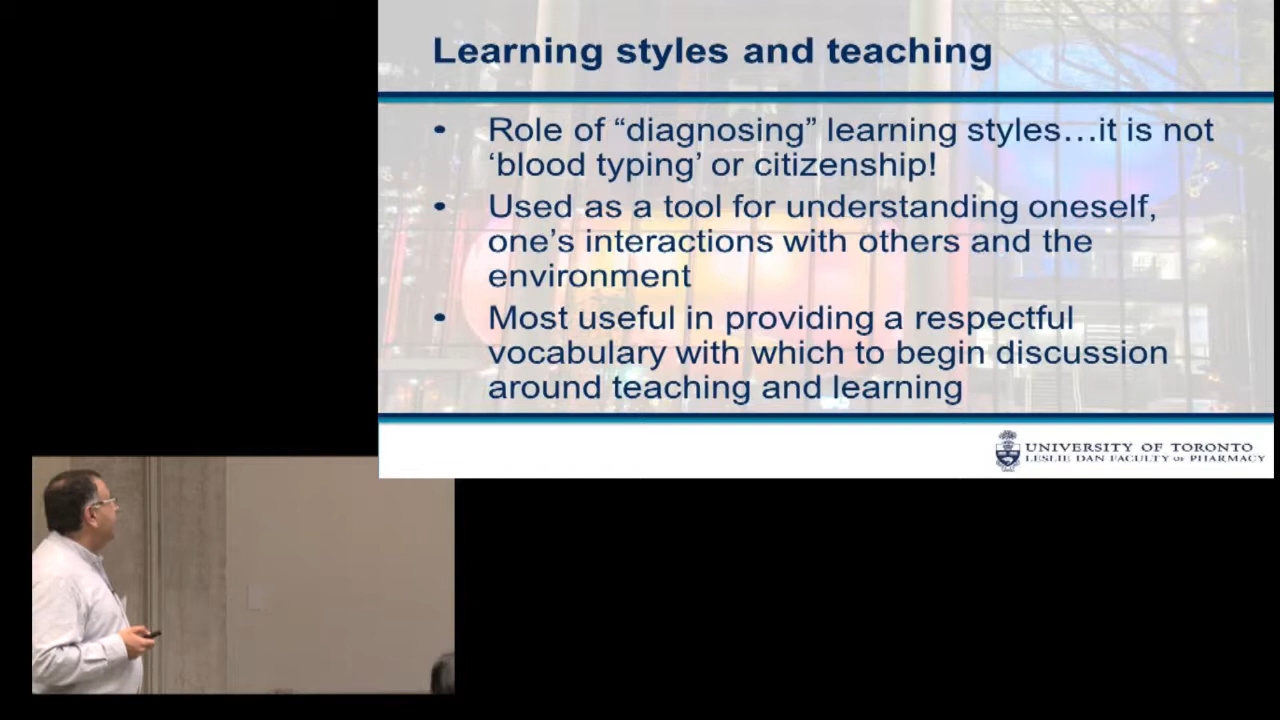 Learning styles and teaching
• Role of “diagnosing” learning styles…it is not
‘blood typing’ or citizenship!
• Used as a tool for understanding oneself,
one’s interactions with others and the
environment
• Most useful in providing a respectful
vocabulary with which to begin discussion
around teaching and learning
UNIVERSITY OF TORONTO
LESLIE DAN FACULTY OF PHARMACY